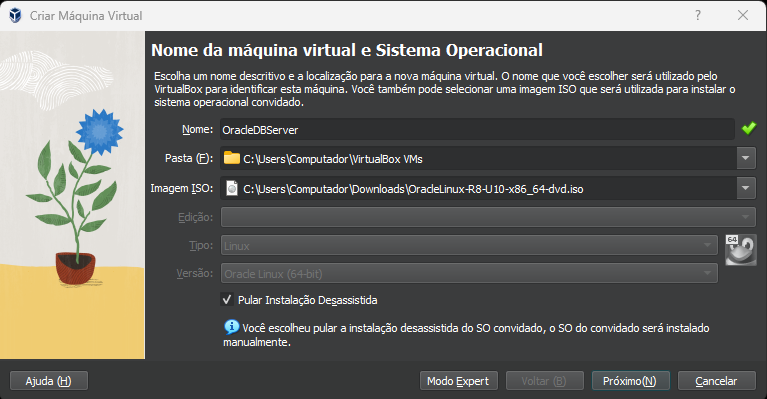 Criar Máquina Virtual
?
Nome da máquina virtual e Sistema Operacional
Escolha um nome descritivo e a localização para a nova máquina virtual. O nome que você escolher será utilizado pelo
VirtualBox para identificar esta máquina. Você também pode selecionar uma imagem ISO que será utilizada para instalar o
sistema operacional convidado.
Nome: OracleDBServer
Pasta (F): C:\Users\Computador\VirtualBox VMs
Imagem ISO: C:\Users\Computador\Downloads\OracleLinux-R8-U10-x86_64-dvd.iso
Edição:
Tipo: Linux
64
Versão: Oracle Linux (64-bit)
Pular Instalação Desassistida
Você escolheu pular a instalação desassistida do SO convidado, o SO do convidado será instalado
manualmente.
Ajuda (H) Modo Expert Voltar (B) Próximo(N) Cancelar